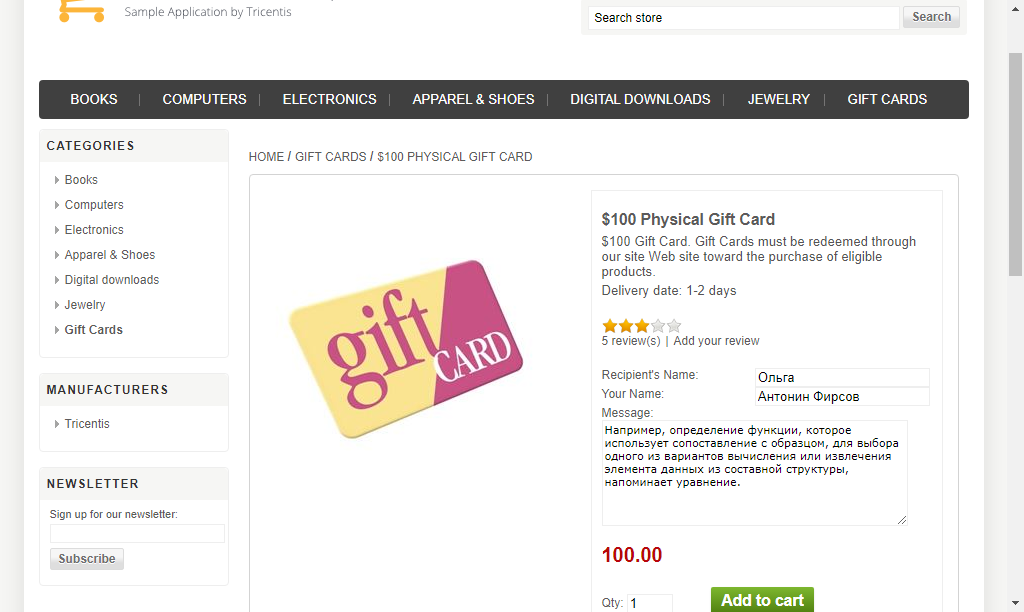 Sample Application by Tricentis
Search store
Search
BOOKS
COMPUTERS
ELECTRONICS
APPAREL & SHOES
DIGITAL DOWNLOADS
JEWELRY
GIFT CARDS
CATEGORIES
Books
Computers
Electronics
Apparel & Shoes
Digital downloads
Jewelry
Gift Cards
MANUFACTURERS
Tricentis
NEWSLETTER
Sign up for our newsletter:
Subscribe
HOME / GIFT CARDS / $100 PHYSICAL GIFT CARD
gift
CARD
$100 Physical Gift Card
$100 Gift Card. Gift Cards must be redeemed through
our site Web site toward the purchase of eligible
products.
Delivery date: 1-2 days
5 review(s) | Add your review
Recipient's Name: Ольга
Your Name: Антонин Фирсов
Message:
Например, определение функции, которое
использует сопоставление с образцом, для выбора
одного из вариантов вычисления или извлечения
элемента данных из составной структуры,
напоминает уравнение.
100.00
Qty: 1
Add to cart